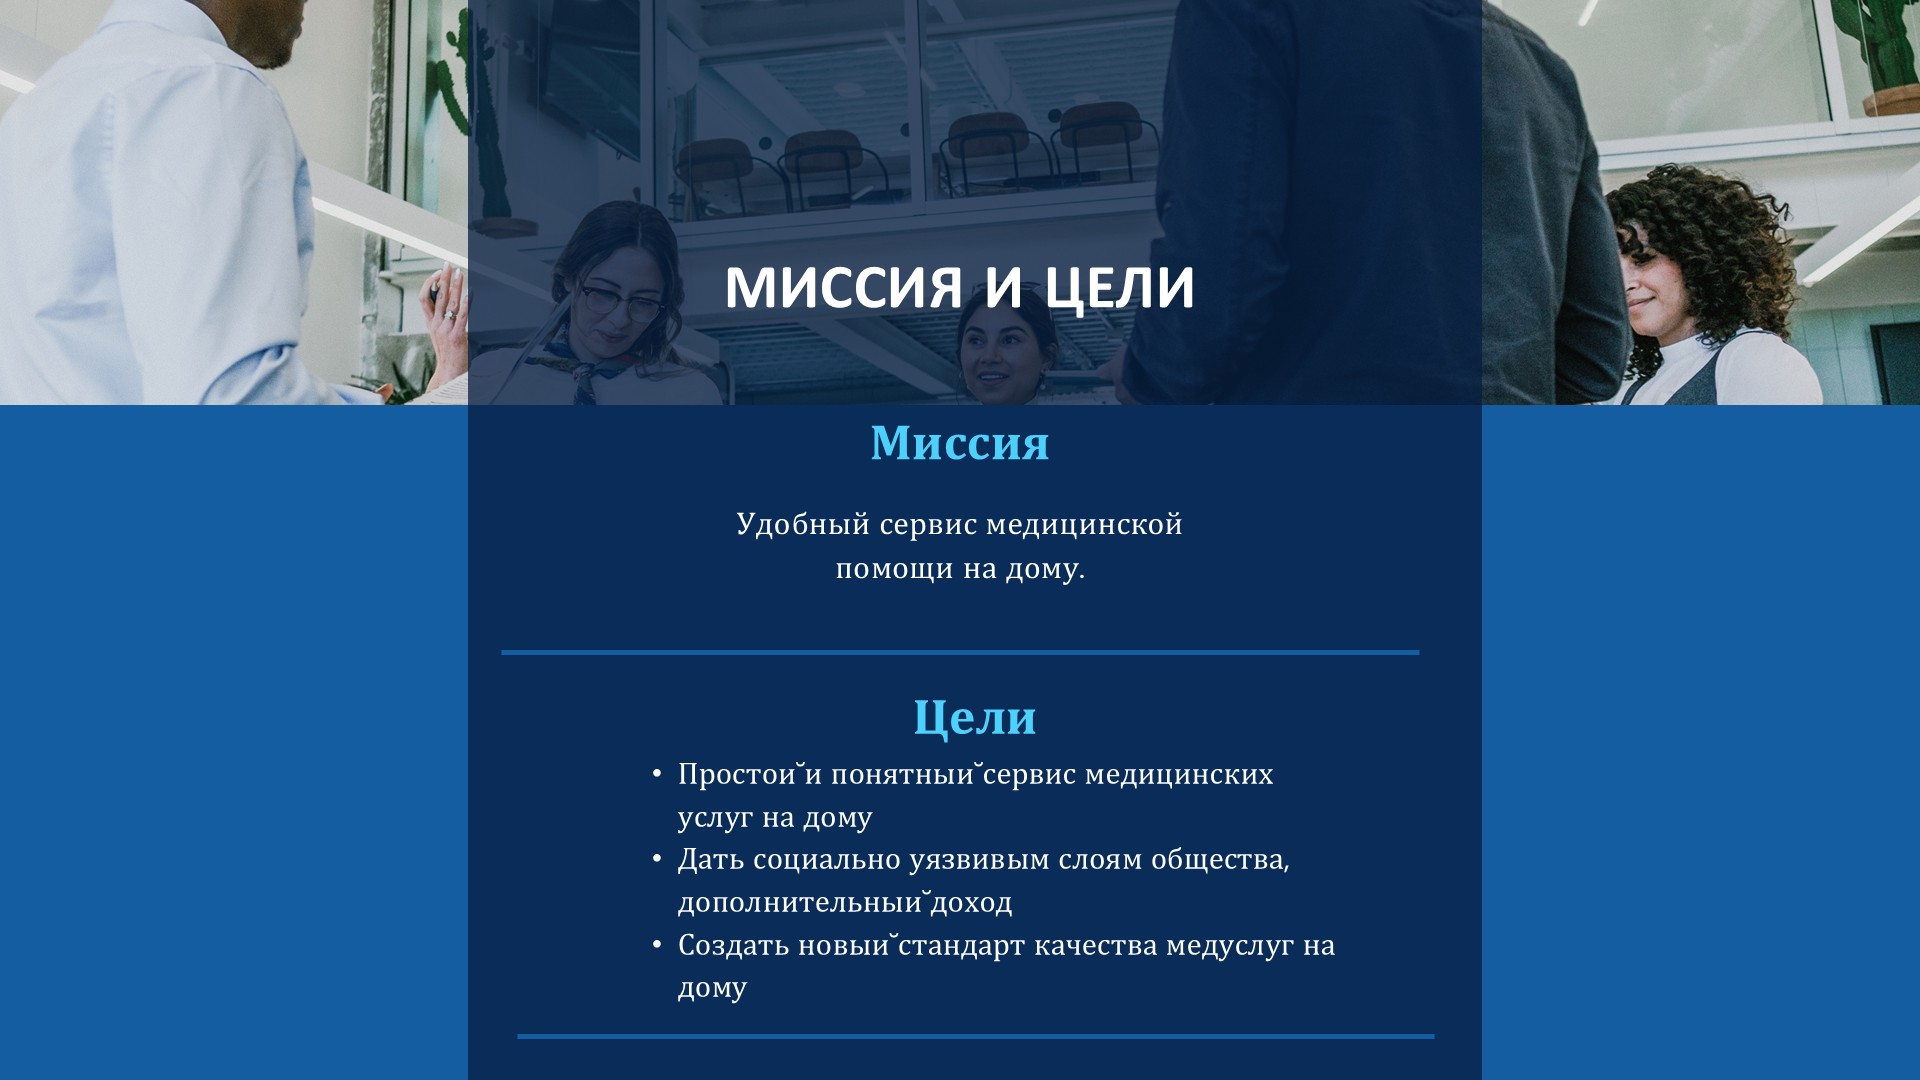 МИССИЯ И ЦЕЛИ
Миссия
Удобный сервис медицинской
помощи на дому.
Цели
• Простой и понятный сервис медицинских
услуг на дому
• Дать социально уязвивым слоям общества,
дополнительный доход
• Создать новый стандарт качества медуслуг на
дому